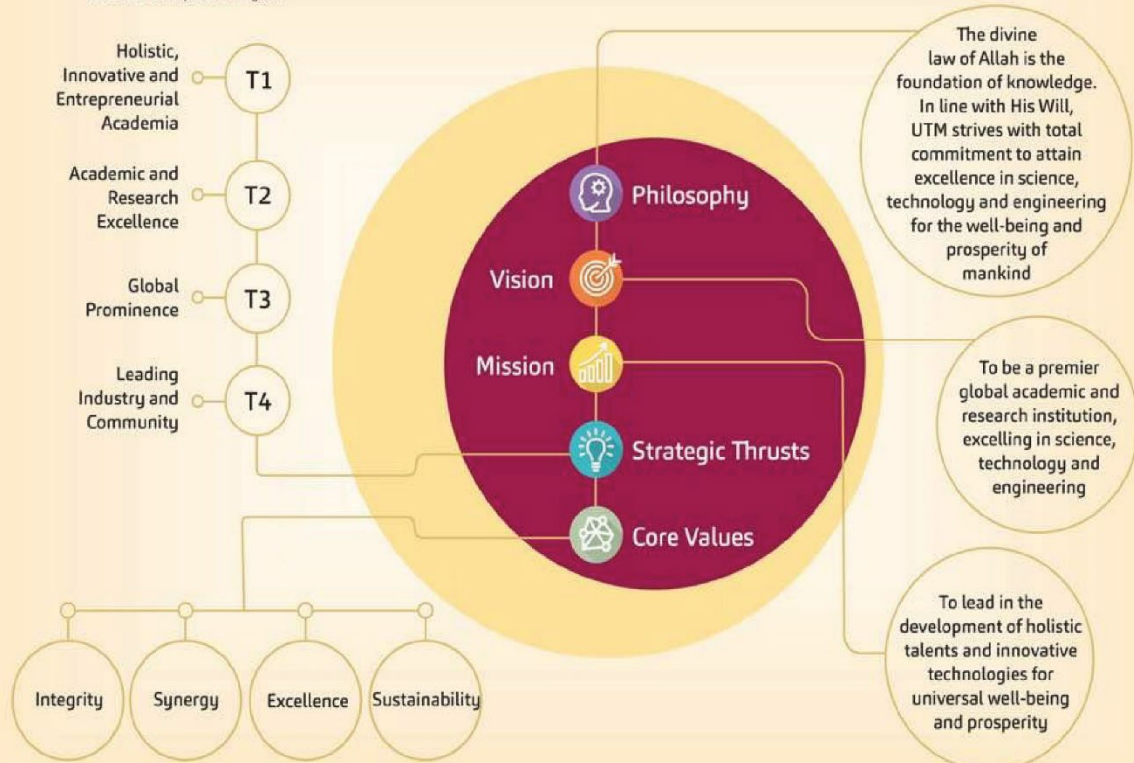 Holistic,
Innovative and
Entrepreneurial
Academia
T1
Academic and
Research
Excellence
T2
Global
Prominence
T3
Leading
Industry and
Community
T4
Philosophy
Vision
Mission
Strategic Thrusts
Core Values
The divine
law of Allah is the
foundation of knowledge.
In line with His Will,
UTM strives with total
commitment to attain
excellence in science,
technology and engineering
for the well-being and
prosperity of
mankind
To be a premier
global academic and
research institution,
excelling in science,
technology and
engineering
To lead in the
development of holistic
talents and innovative
technologies for
universal well-being
and prosperity
Integrity
Synergy
Excellence
Sustainability